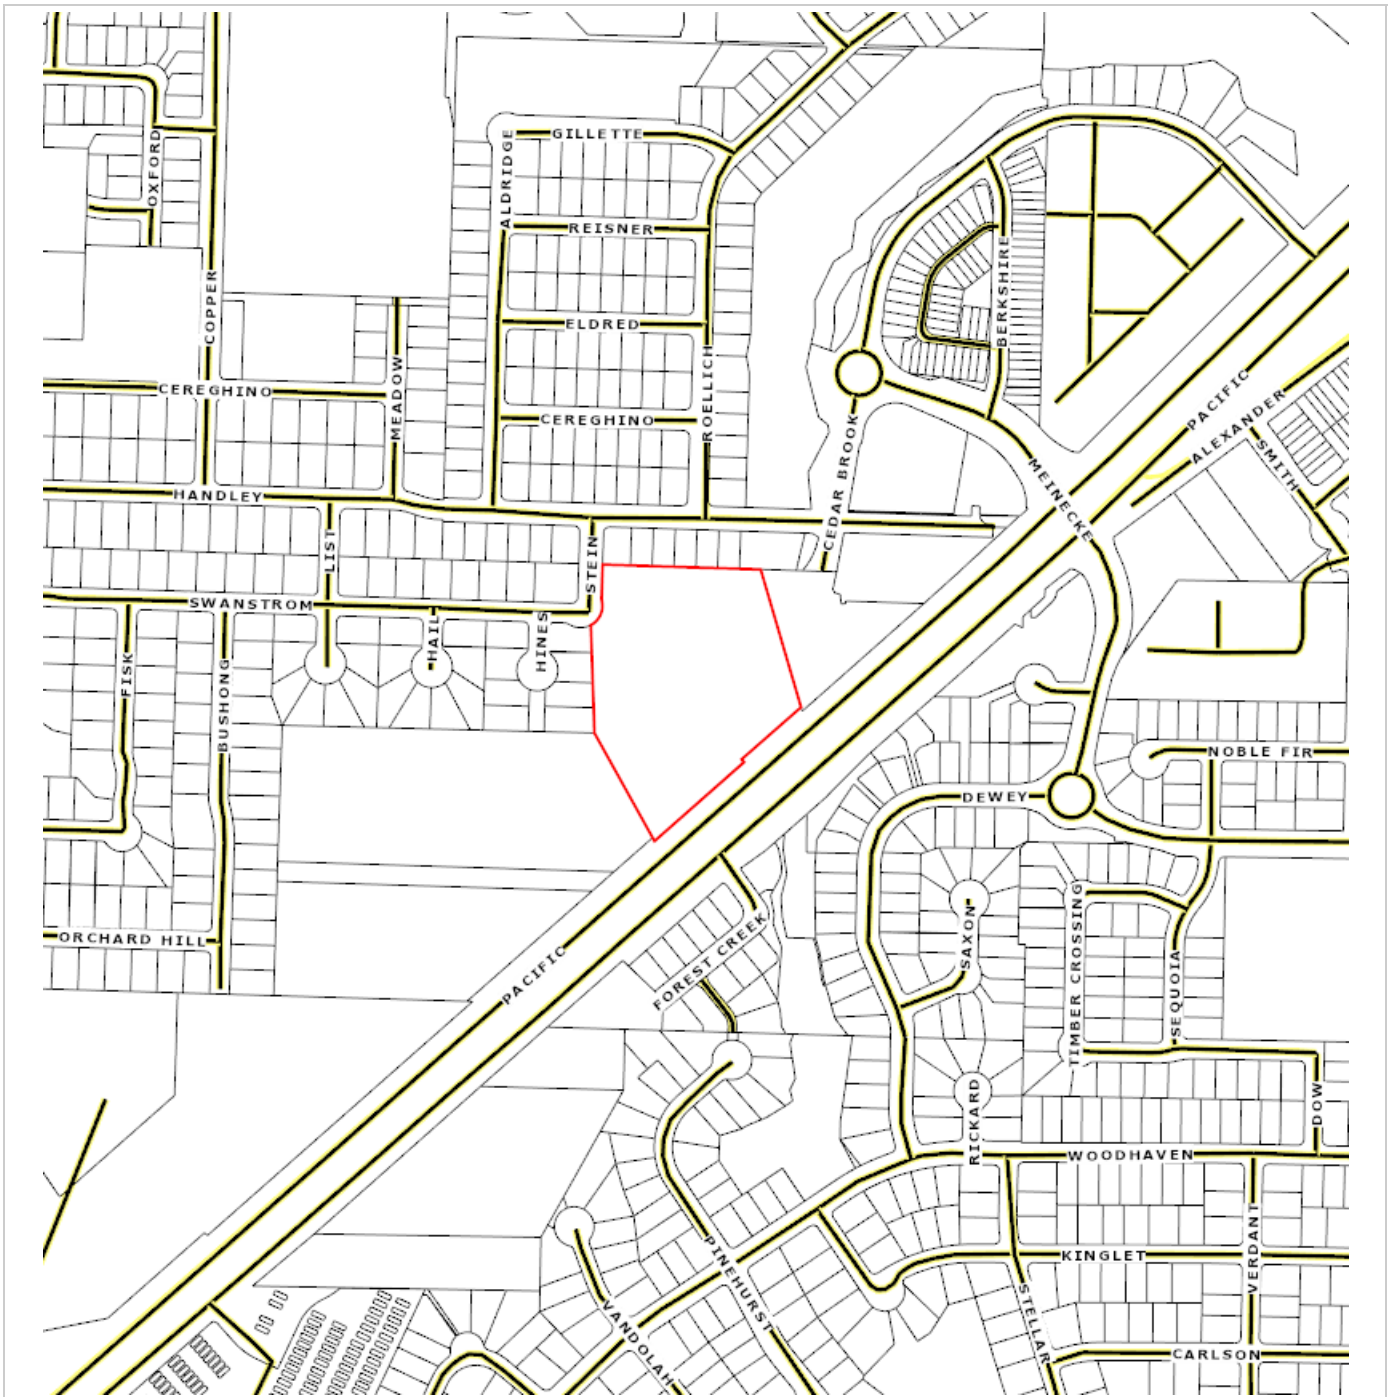 GILLETTE
OXFORD
ALDRIDGE
REISNER
COPPER
BERKSHIRE
ELDRED
MEADOW
ROELLICH
CEREGHINO
CEREGHINO
PACIFIC
ALEXANDER
SMITH
CEDAR BROOK
MEINECKE
HANDLEY
LIST
STEIN
SWANSTROM
HAIL
HINES
FISK
BUSHONG
NOBLE FIR
DEWEY
ORCHARD HILL
PACIFIC
FOREST CREEK
SAXON
TIMBER CROSSING
SEQUOIA
RICKARD
DOW
WOODHAVEN
PINEHURST
KINGLET
VERDANT
STELLAR
VANDOLAH
CARLSON